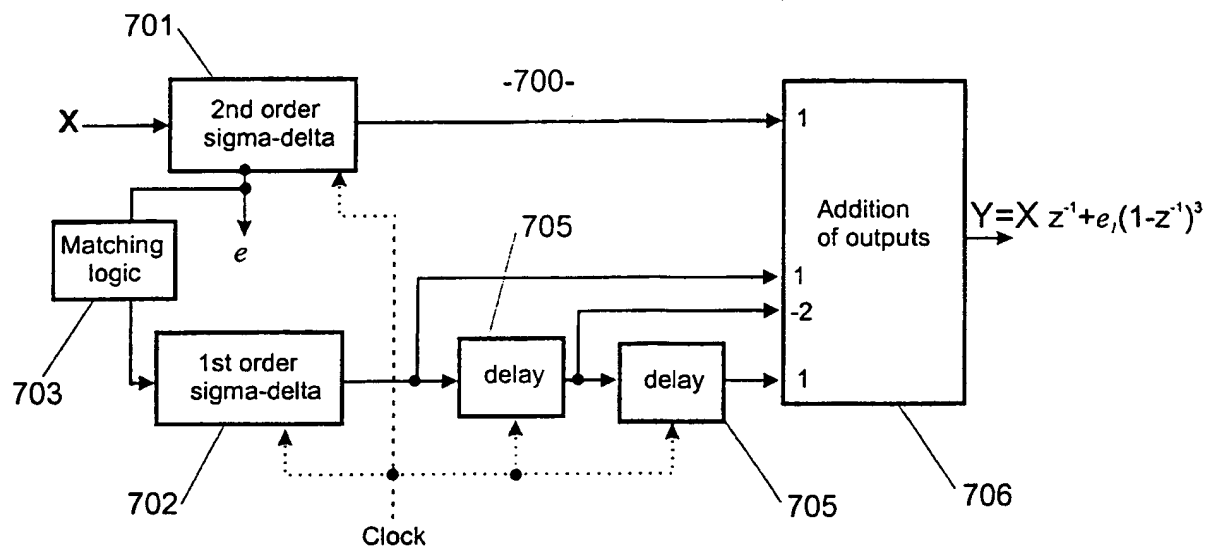 701
-700-
2nd order
sigma-delta
X
1
Addition
of outputs
Y=X z⁻¹+e₁(1-z⁻¹)³
Matching
logic
e
705
1
-2
1st order
sigma-delta
delay
delay
1
703
702
705
706
Clock